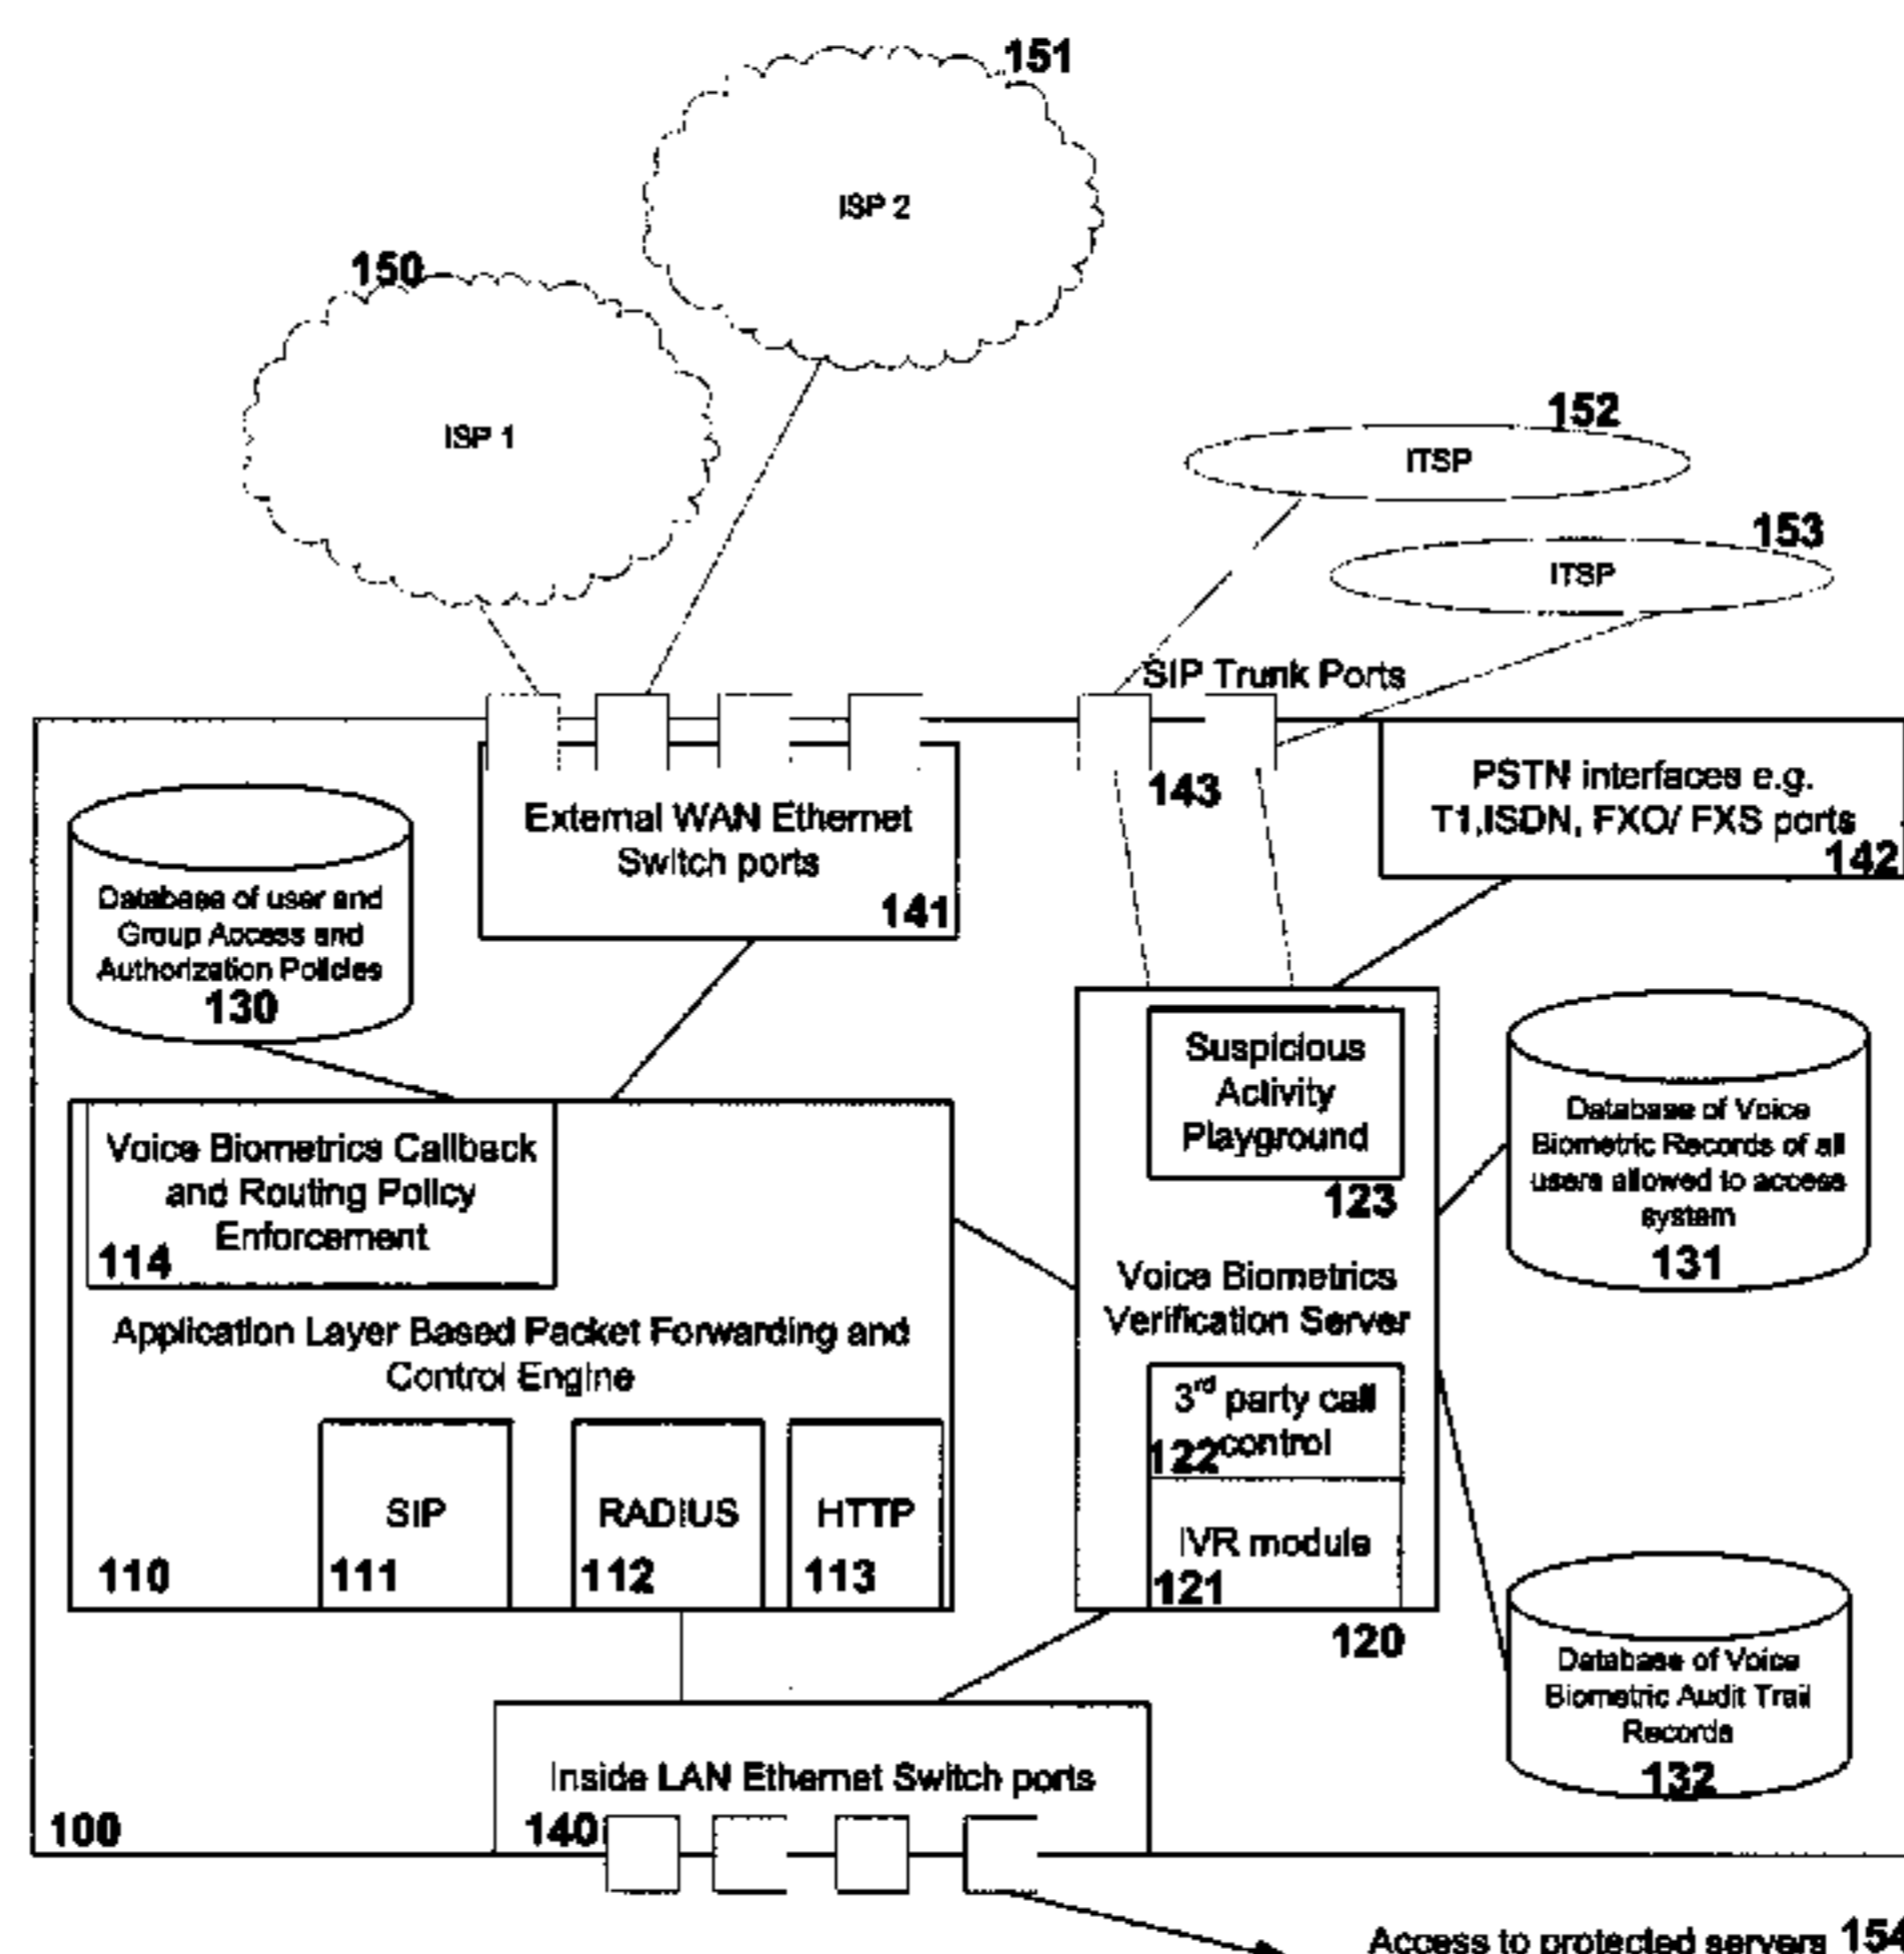 151
ISP 2
150
ISP 1
152
ITSP
153
ITSP
SIP Trunk Ports
143
PSTN interfaces e.g.
T1,ISDN, FXO/ FXS ports
142
External WAN Ethernet
Switch ports
141
Database of user and
Group Access and
Authorization Policies
130
Suspicious
Activity
Playground
123
Database of Voice
Biometric Records of all
users allowed to access
system
131
Voice Biometrics Callback
and Routing Policy
Enforcement
114
Voice Biometrics
Verification Server
Application Layer Based Packet Forwarding and
Control Engine
3rd party call
control
122
SIP
RADIUS
HTTP
IVR module
110
111
112
113
121
120
Database of Voice
Biometric Audit Trail
Records
132
Inside LAN Ethernet Switch ports
100
140
Access to protected servers 154